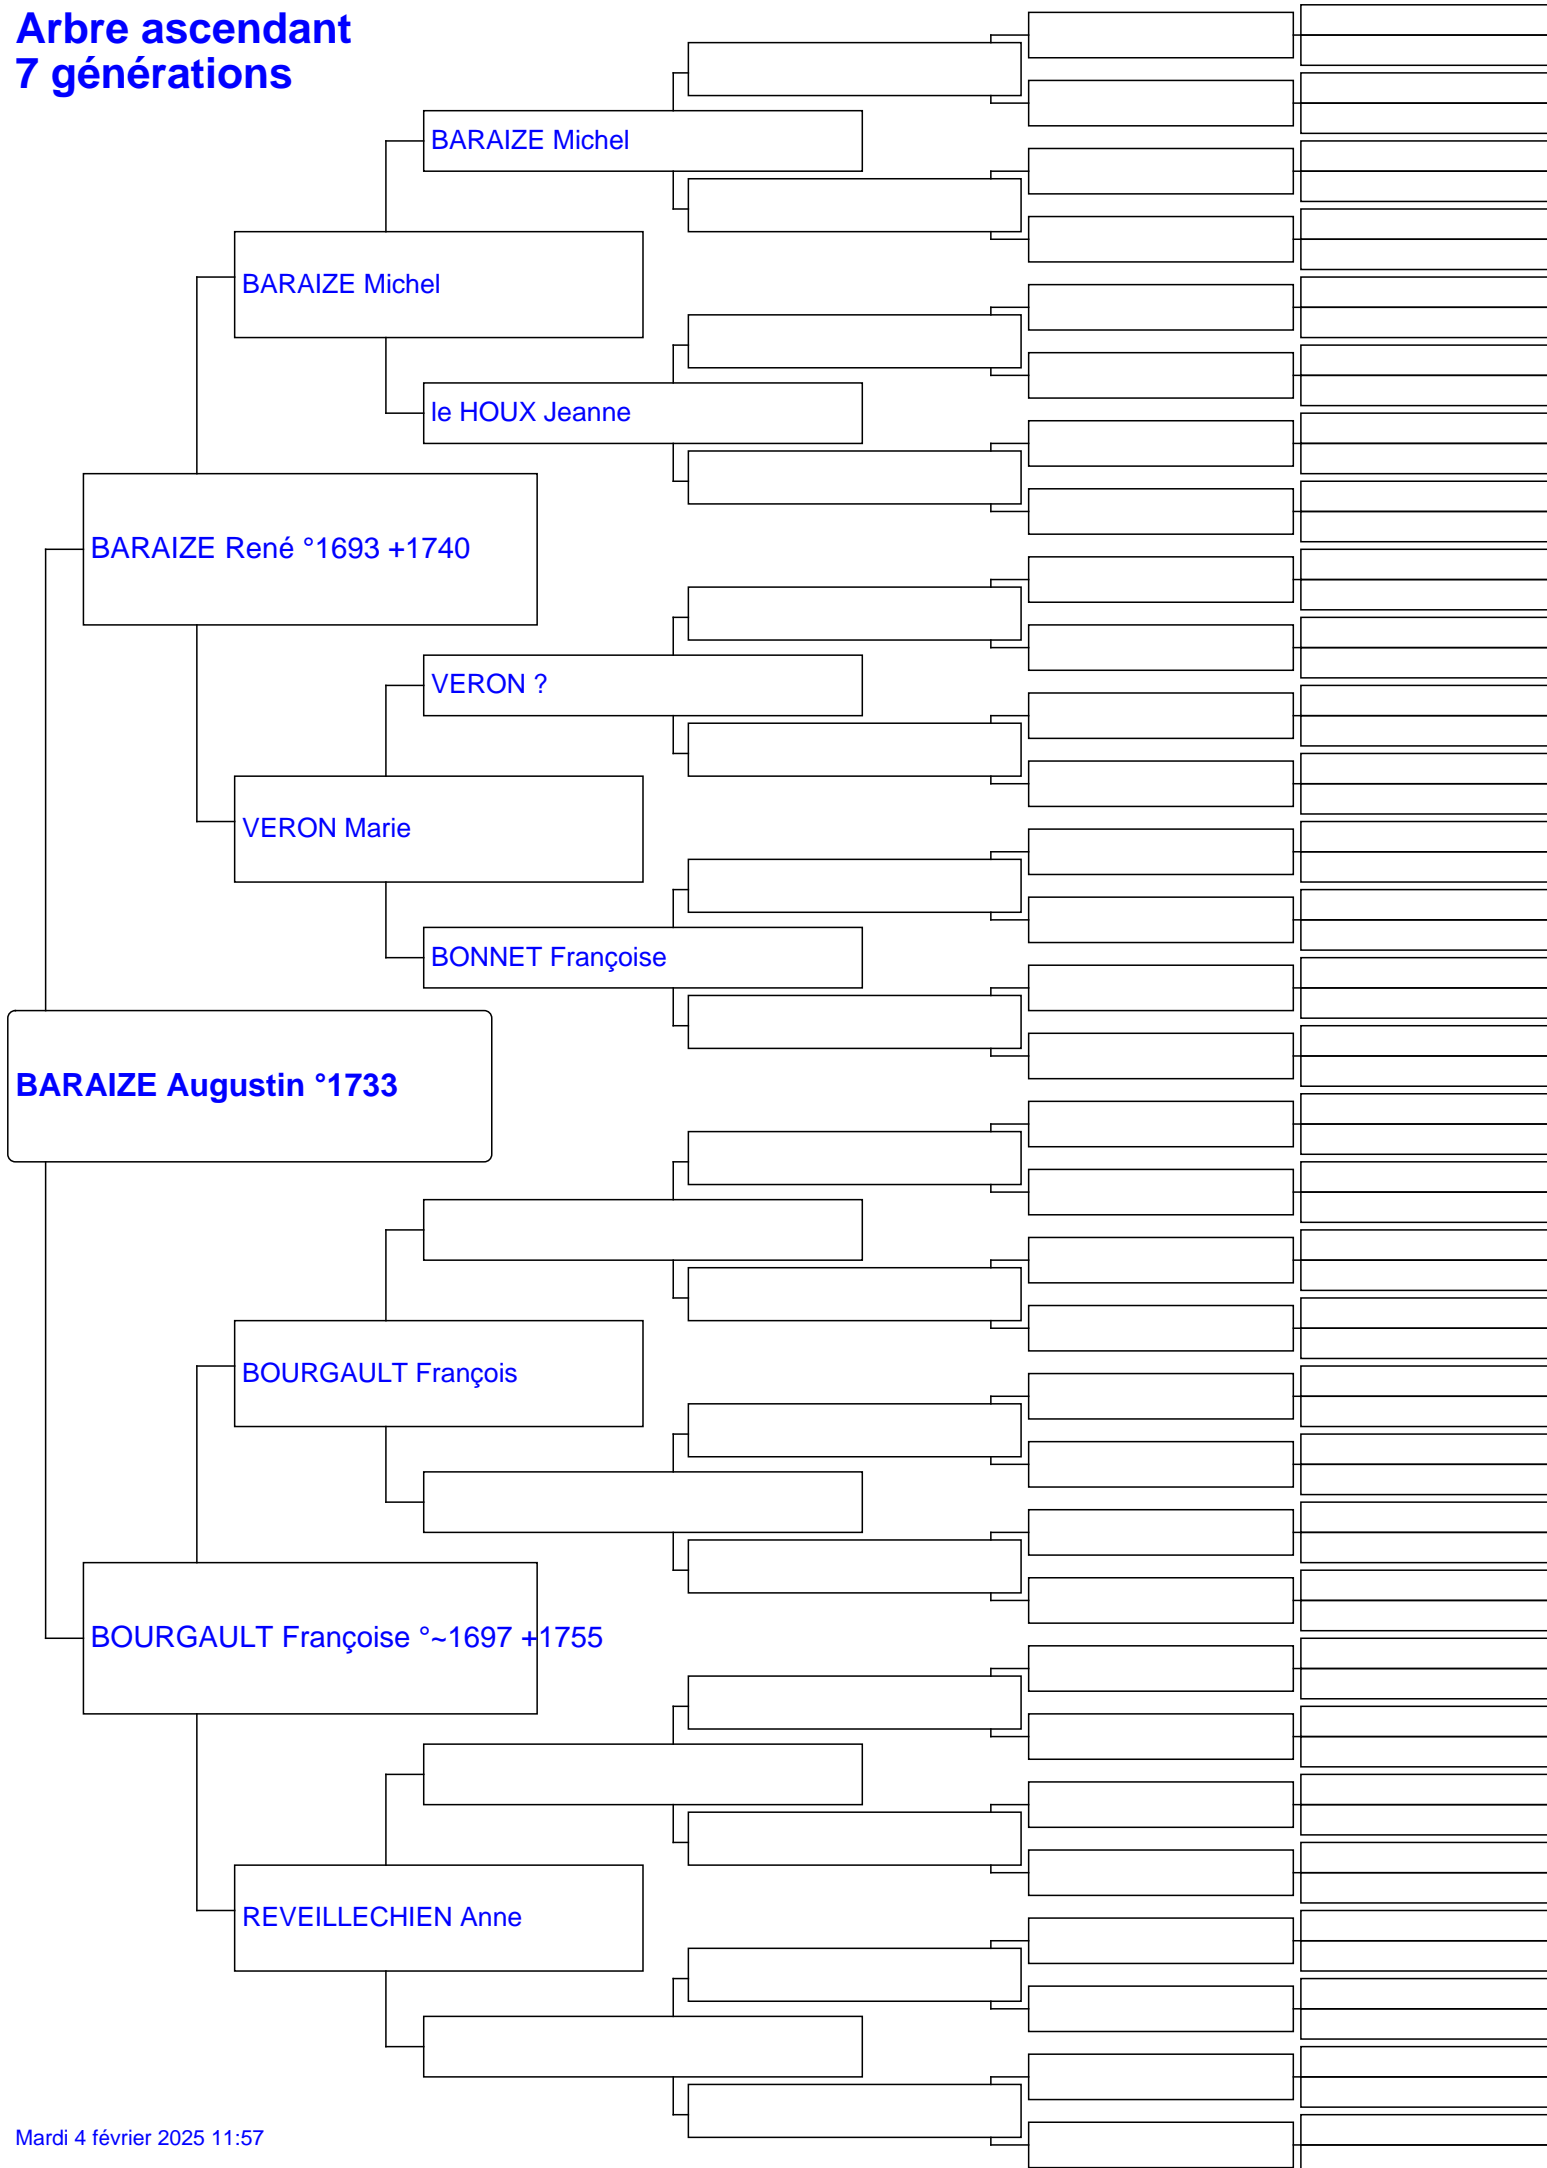 Arbre ascendant
7 générations
BARAIZE Michel
BARAIZE Michel
le HOUX Jeanne
BARAIZE René °1693 +1740
VERON ?
VERON Marie
BONNET Françoise
BARAIZE Augustin °1733
BOURGAULT François
BOURGAULT Françoise °~1697 +1755
REVEILLECHIEN Anne
Mardi 4 février 2025 11:57